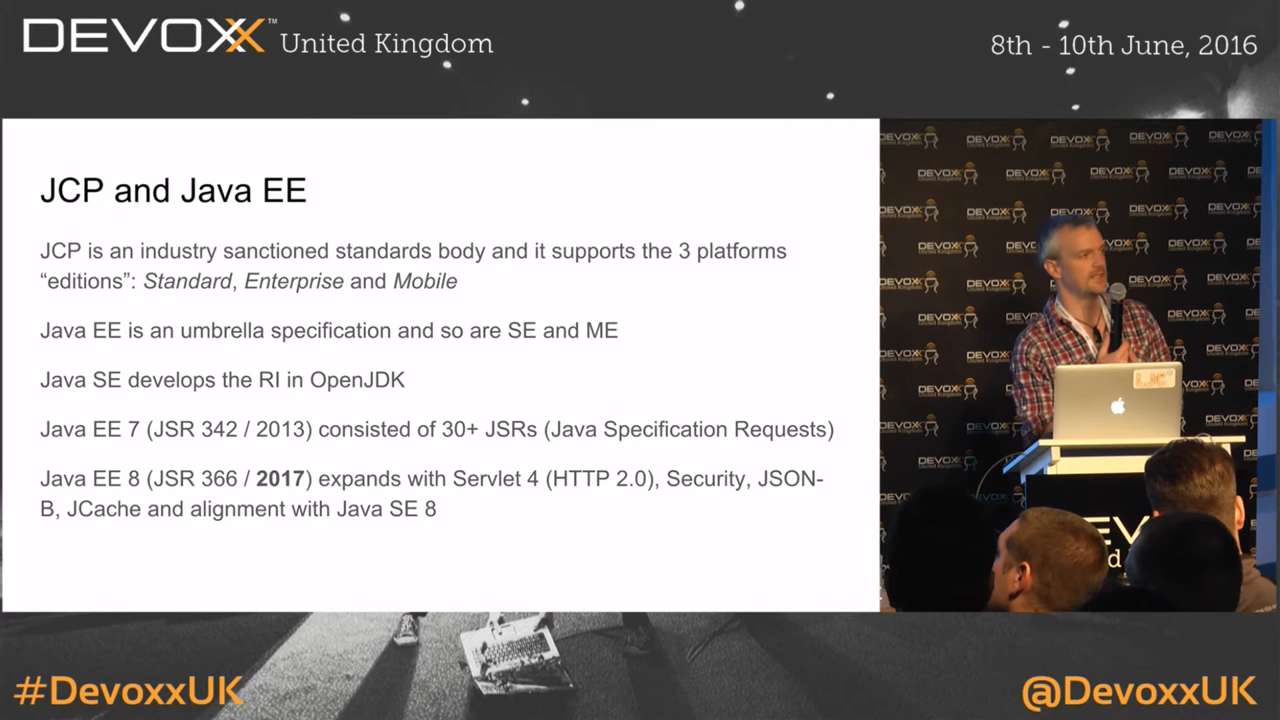 DEVOXX™ United Kingdom
8th - 10th June, 2016
JCP and Java EE
JCP is an industry sanctioned standards body and it supports the 3 platforms
“editions”: Standard, Enterprise and Mobile
Java EE is an umbrella specification and so are SE and ME
Java SE develops the RI in OpenJDK
Java EE 7 (JSR 342 / 2013) consisted of 30+ JSRs (Java Specification Requests)
Java EE 8 (JSR 366 / 2017) expands with Servlet 4 (HTTP 2.0), Security, JSON-
B, JCache and alignment with Java SE 8
DEVOXX
United Kingdom
LJC
#DevoxxUK
@DevoxxUK